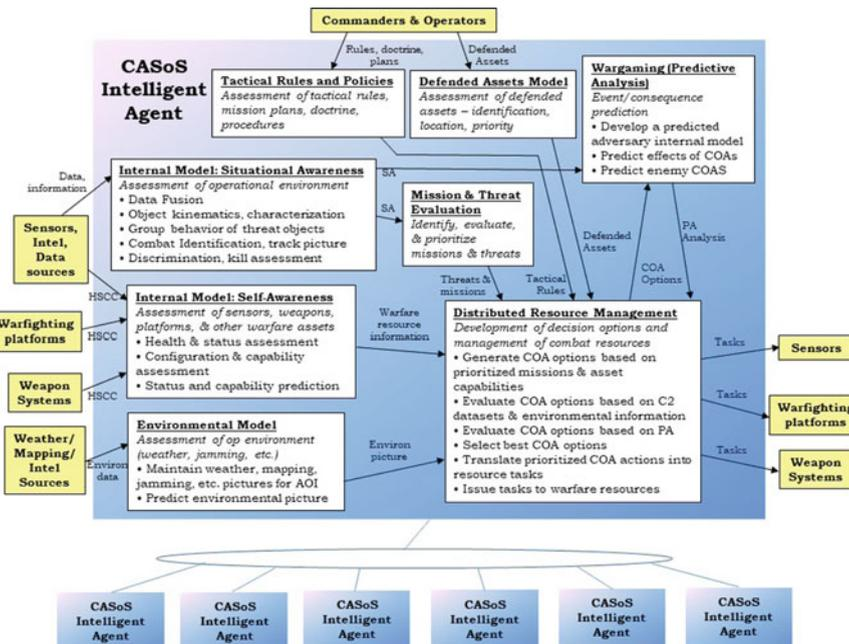 Commanders & Operators
CASoS
Intelligent
Agent
Rules, doctrine,
plans
Defended
Assets
Tactical Rules and Policies
Assessment of tactical rules,
mission plans, doctrine,
procedures
Defended Assets Model
Assessment of defended
assets – identification,
location, priority
Wargaming (Predictive
Analysis)
Event/consequence
prediction
• Develop a predicted
adversary internal model
• Predict effects of COAs
• Predict enemy COAS
Data,
information
Internal Model: Situational Awareness
Assessment of operational environment
• Data Fusion
• Object kinematics, characterization
• Group behavior of threat objects
• Combat Identification, track picture
• Discrimination, kill assessment
SA
SA
Mission & Threat
Evaluation
Identify, evaluate,
& prioritize
missions & threats
Sensors,
Intel,
Data
sources
Defended
Assets
PA
Analysis
COA
Options
Threats &
missions
Tactical
Rules
HSCC
Internal Model: Self-Awareness
Assessment of sensors, weapons,
platforms, & other warfare assets
• Health & status assessment
• Configuration & capability
assessment
• Status and capability prediction
Warfighting
platforms
HSCC
Weapon
Systems
HSCC
Warfare
resource
information
Distributed Resource Management
Development of decision options and
management of combat resources
• Generate COA options based on
prioritized missions & asset
capabilities
• Evaluate COA options based on C2
datasets & environmental information
• Evaluate COA options based on PA
• Select best COA options
• Translate prioritized COA actions into
resource tasks
• Issue tasks to warfare resources
Tasks
Sensors
Tasks
Warfighting
platforms
Tasks
Weapon
Systems
Weather/
Mapping/
Intel
Sources
Environ
data
Environmental Model
Assessment of op environment
(weather, jamming, etc.)
• Maintain weather, mapping,
jamming, etc. pictures for AOI
• Predict environmental picture
Environ
picture
CASoS
Intelligent
Agent
CASoS
Intelligent
Agent
CASoS
Intelligent
Agent
CASoS
Intelligent
Agent
CASoS
Intelligent
Agent
CASoS
Intelligent
Agent